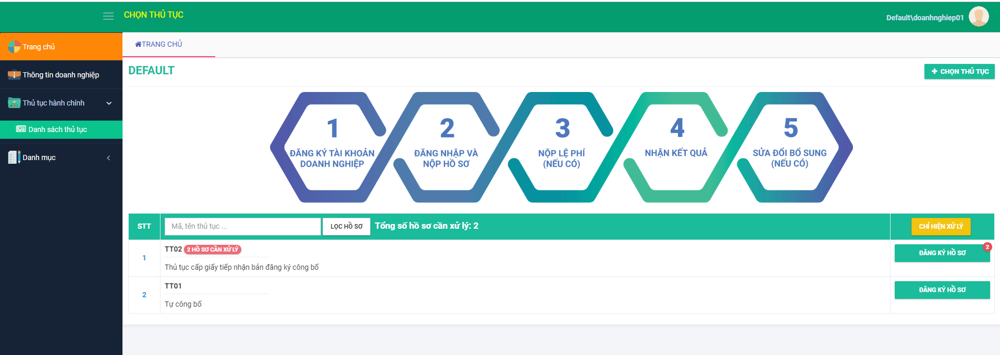 CHỌN THỦ TỤC
Default\doanhnghiep01
Trang chủ
Thông tin doanh nghiệp
Thủ tục hành chính
Danh sách thủ tục
Danh mục
TRANG CHỦ
DEFAULT
CHỌN THỦ TỤC
1
ĐĂNG KÝ TÀI KHOẢN
DOANH NGHIỆP
2
ĐĂNG NHẬP VÀ
NỘP HỒ SƠ
3
NỘP LỆ PHÍ
(NẾU CÓ)
4
NHẬN KẾT QUẢ
5
SỬA ĐỔI BỔ SUNG
(NẾU CÓ)
STT
Mã, tên thủ tục ...
LỌC HỒ SƠ
Tổng số hồ sơ cần xử lý: 2
CHỈ HIỆN XỬ LÝ
1
TT02 2 HỒ SƠ CẦN XỬ LÝ
Thủ tục cấp giấy tiếp nhận bản đăng ký công bố
ĐĂNG KÝ HỒ SƠ
2
2
TT01
Tự công bố
ĐĂNG KÝ HỒ SƠ